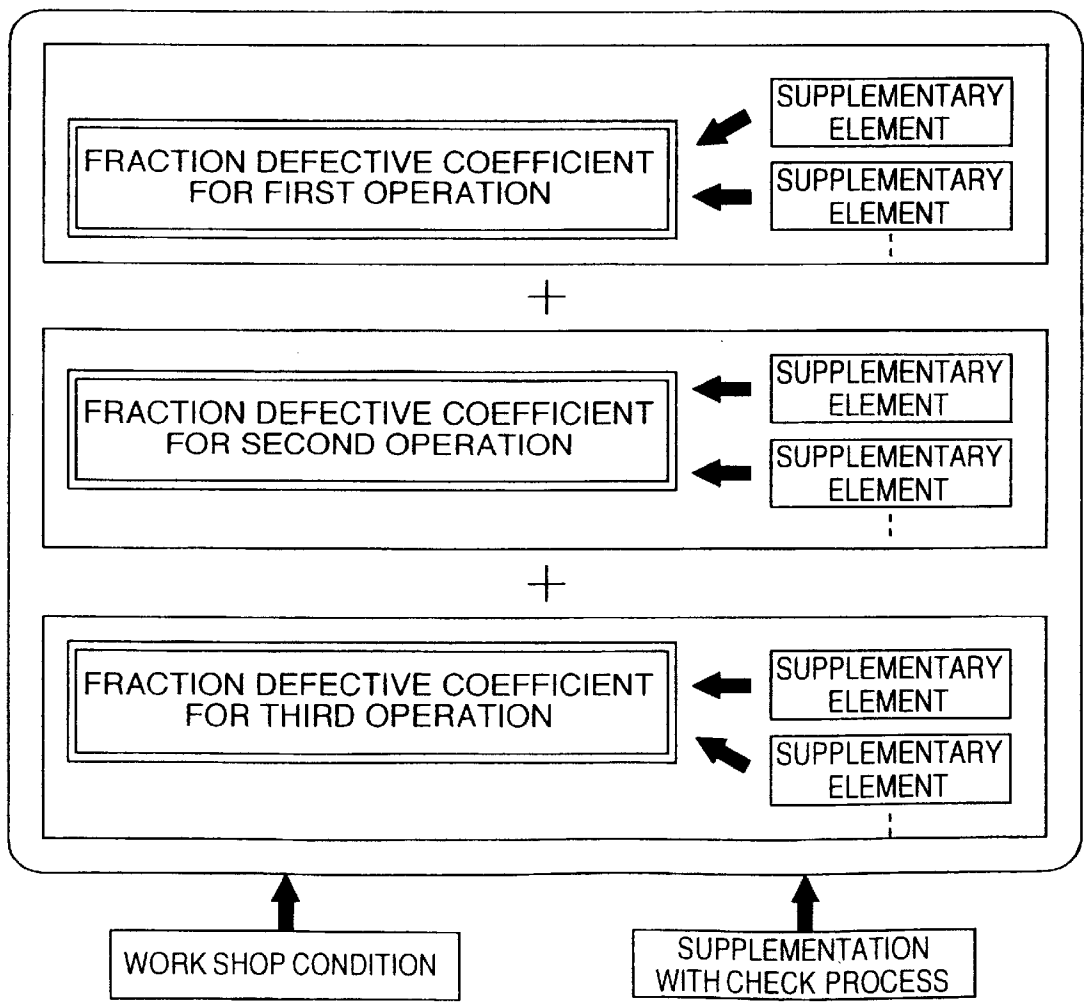 SUPPLEMENTARY
ELEMENT
FRACTION DEFECTIVE COEFFICIENT
FOR FIRST OPERATION
SUPPLEMENTARY
ELEMENT
+
SUPPLEMENTARY
ELEMENT
FRACTION DEFECTIVE COEFFICIENT
FOR SECOND OPERATION
SUPPLEMENTARY
ELEMENT
+
FRACTION DEFECTIVE COEFFICIENT
FOR THIRD OPERATION
SUPPLEMENTARY
ELEMENT
SUPPLEMENTARY
ELEMENT
WORK SHOP CONDITION
SUPPLEMENTATION
WITH CHECK PROCESS